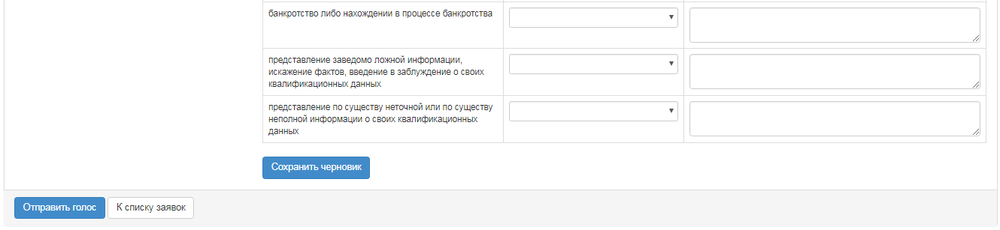 банкротство либо нахождении в процессе банкротства
представление заведомо ложной информации,
искажение фактов, введение в заблуждение о своих
квалификационных данных
представление по существу неточной или по существу
неполной информации о своих квалификационных
данных
Сохранить черновик
Отправить голос К списку заявок